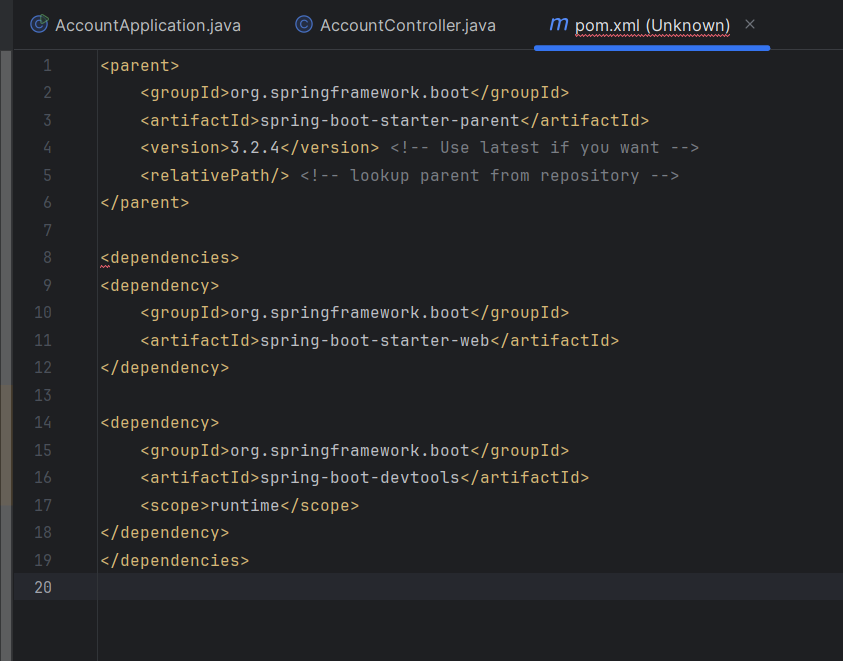 AccountApplication.java AccountController.java pom.xml (Unknown)
1 <parent>
2 <groupId>org.springframework.boot</groupId>
3 <artifactId>spring-boot-starter-parent</artifactId>
4 <version>3.2.4</version> <!-- Use latest if you want -->
5 <relativePath/> <!-- lookup parent from repository -->
6 </parent>
7
8 <dependencies>
9 <dependency>
10 <groupId>org.springframework.boot</groupId>
11 <artifactId>spring-boot-starter-web</artifactId>
12 </dependency>
13
14 <dependency>
15 <groupId>org.springframework.boot</groupId>
16 <artifactId>spring-boot-devtools</artifactId>
17 <scope>runtime</scope>
18 </dependency>
19 </dependencies>
20